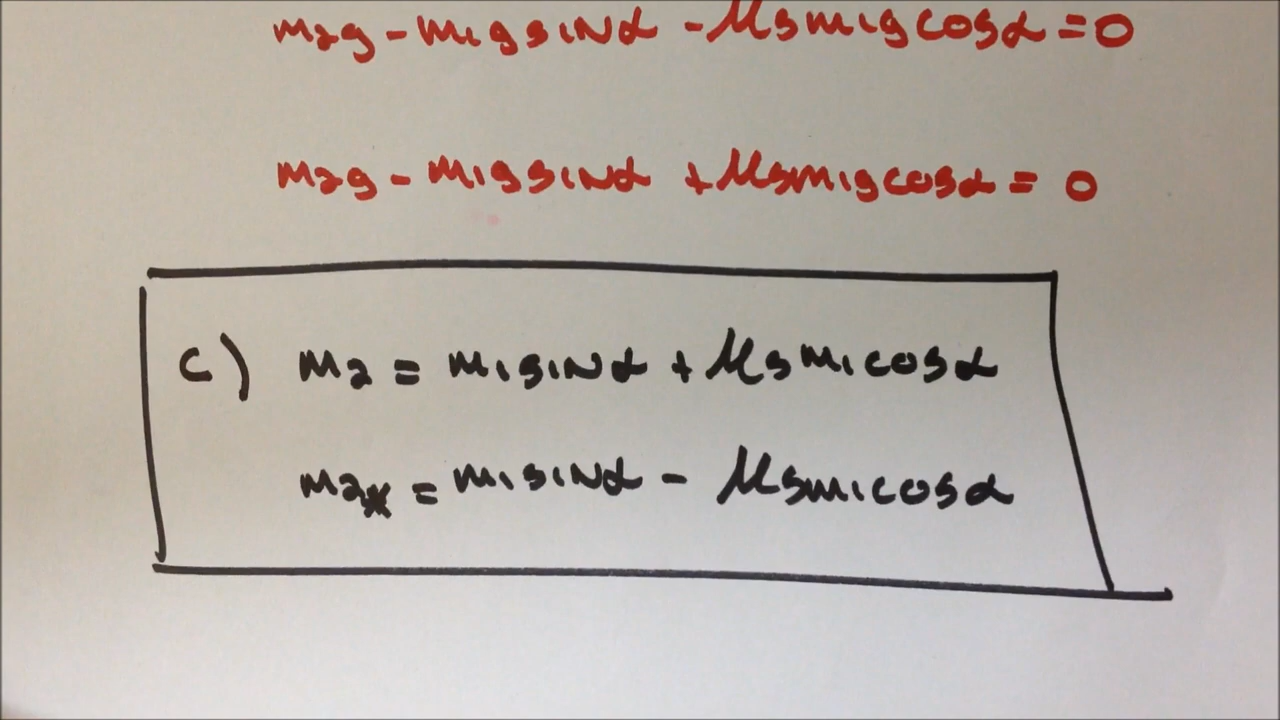 m2g - m1gsinα - μsm1gcosα = 0
m2g - m1gsinα + μsm1gcosα = 0
c) m2 = m1sinα + μsm1cosα
m2* = m1sinα - μsm1cosα